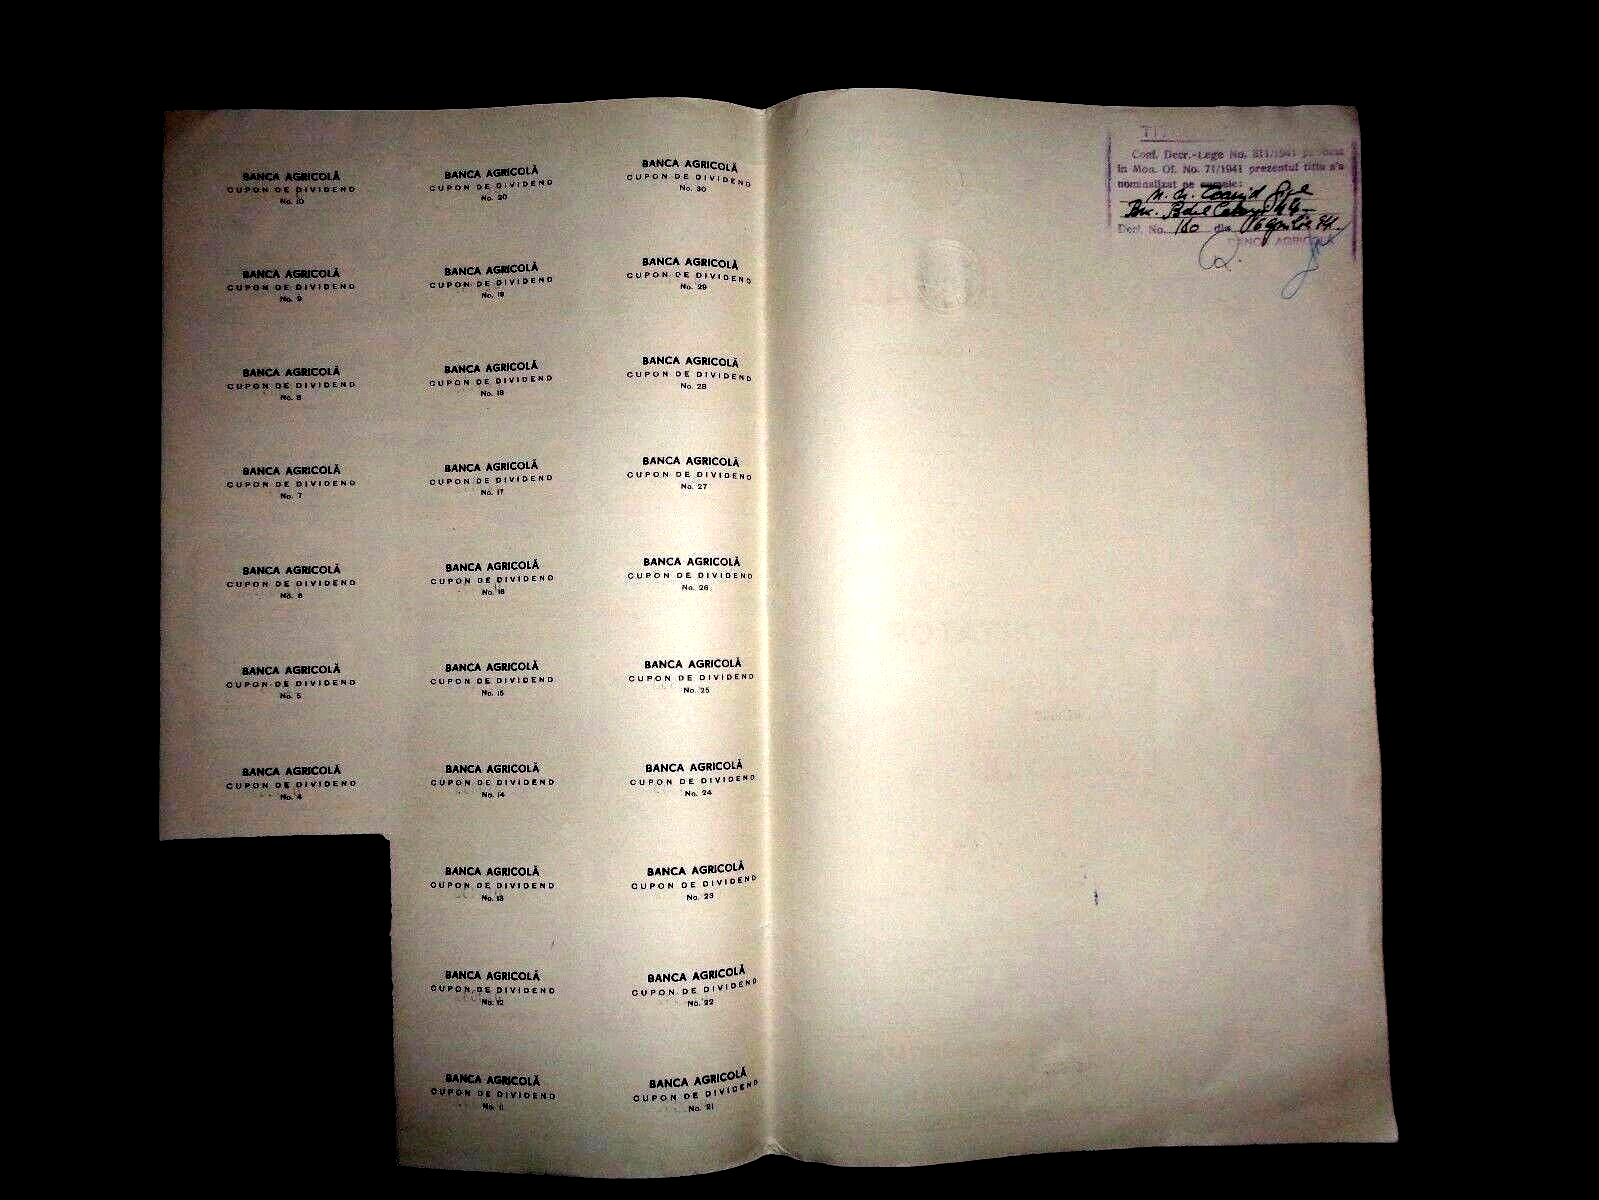 BANCA AGRICOLĂ
CUPON DE DIVIDEND
No. 10
BANCA AGRICOLĂ
CUPON DE DIVIDEND
No. 9
BANCA AGRICOLĂ
CUPON DE DIVIDEND
No. 8
BANCA AGRICOLĂ
CUPON DE DIVIDEND
No. 7
BANCA AGRICOLĂ
CUPON DE DIVIDEND
No. 6
BANCA AGRICOLĂ
CUPON DE DIVIDEND
No. 5
BANCA AGRICOLĂ
CUPON DE DIVIDEND
No. 4
BANCA AGRICOLĂ
CUPON DE DIVIDEND
No. 20
BANCA AGRICOLĂ
CUPON DE DIVIDEND
No. 19
BANCA AGRICOLĂ
CUPON DE DIVIDEND
No. 18
BANCA AGRICOLĂ
CUPON DE DIVIDEND
No. 17
BANCA AGRICOLĂ
CUPON DE DIVIDEND
No. 16
BANCA AGRICOLĂ
CUPON DE DIVIDEND
No. 15
BANCA AGRICOLĂ
CUPON DE DIVIDEND
No. 14
BANCA AGRICOLĂ
CUPON DE DIVIDEND
No. 13
BANCA AGRICOLĂ
CUPON DE DIVIDEND
No. 12
BANCA AGRICOLĂ
CUPON DE DIVIDEND
No. 11
BANCA AGRICOLĂ
CUPON DE DIVIDEND
No. 30
BANCA AGRICOLĂ
CUPON DE DIVIDEND
No. 29
BANCA AGRICOLĂ
CUPON DE DIVIDEND
No. 28
BANCA AGRICOLĂ
CUPON DE DIVIDEND
No. 27
BANCA AGRICOLĂ
CUPON DE DIVIDEND
No. 26
BANCA AGRICOLĂ
CUPON DE DIVIDEND
No. 25
BANCA AGRICOLĂ
CUPON DE DIVIDEND
No. 24
BANCA AGRICOLĂ
CUPON DE DIVIDEND
No. 23
BANCA AGRICOLĂ
CUPON DE DIVIDEND
No. 22
BANCA AGRICOLĂ
CUPON DE DIVIDEND
No. 21
Conf. Decr.-Lege No. 811/1941
in Mon. Of. No. 71/1941 prezentul titlu s'a
nominalizat pe numele:
Decl. No. 180 din
BANCA AGRICOLĂ